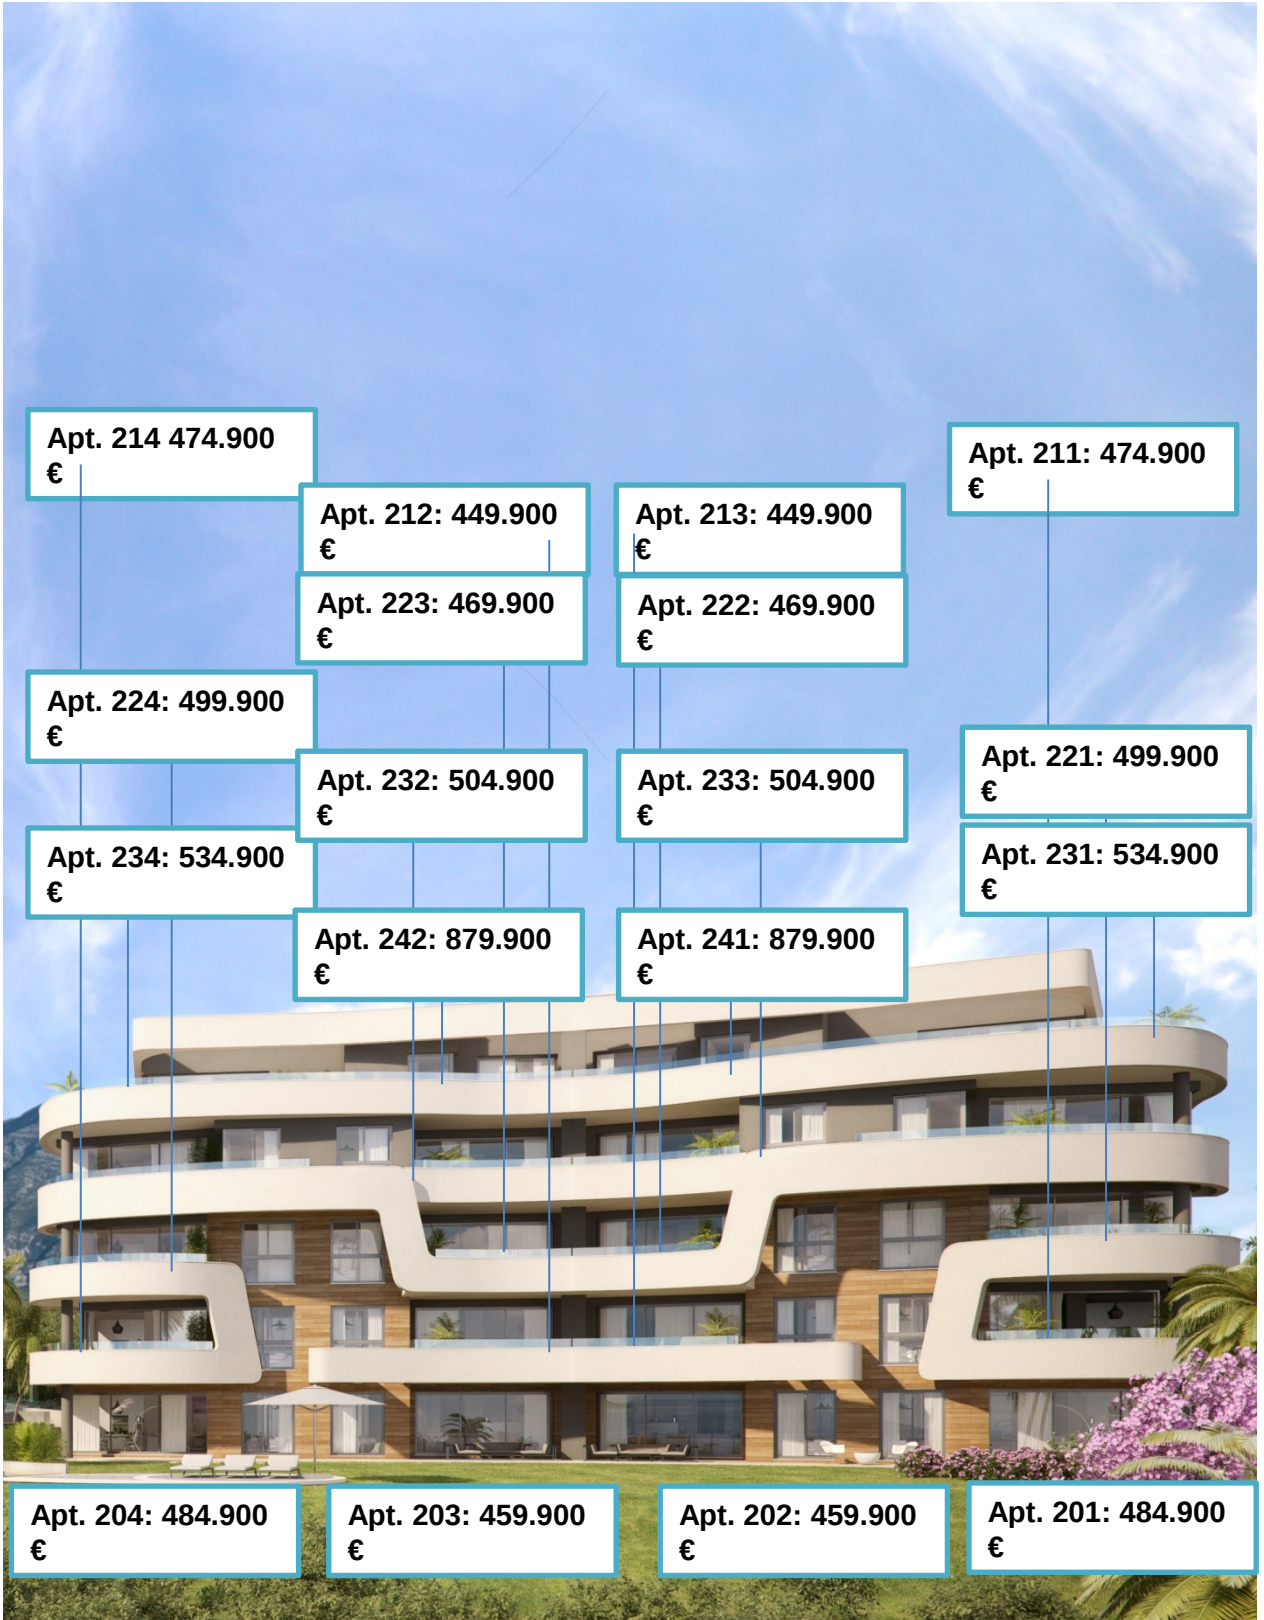 Apt. 214 474.900
€
Apt. 211: 474.900
€
Apt. 212: 449.900
€
Apt. 213: 449.900
€
Apt. 223: 469.900
€
Apt. 222: 469.900
€
Apt. 224: 499.900
€
Apt. 221: 499.900
€
Apt. 232: 504.900
€
Apt. 233: 504.900
€
Apt. 234: 534.900
€
Apt. 231: 534.900
€
Apt. 242: 879.900
€
Apt. 241: 879.900
€
Apt. 204: 484.900
€
Apt. 203: 459.900
€
Apt. 202: 459.900
€
Apt. 201: 484.900
€